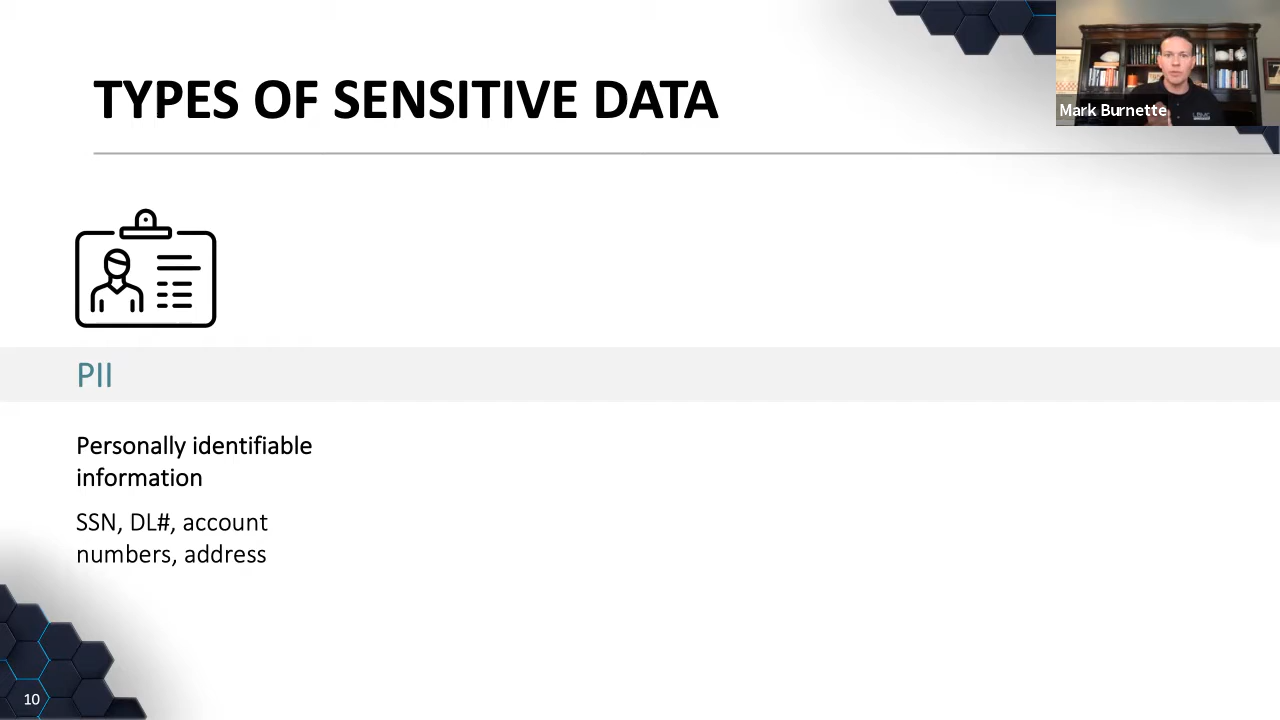 TYPES OF SENSITIVE DATA
Mark Burnette
PII
Personally identifiable
information
SSN, DL#, account
numbers, address
10